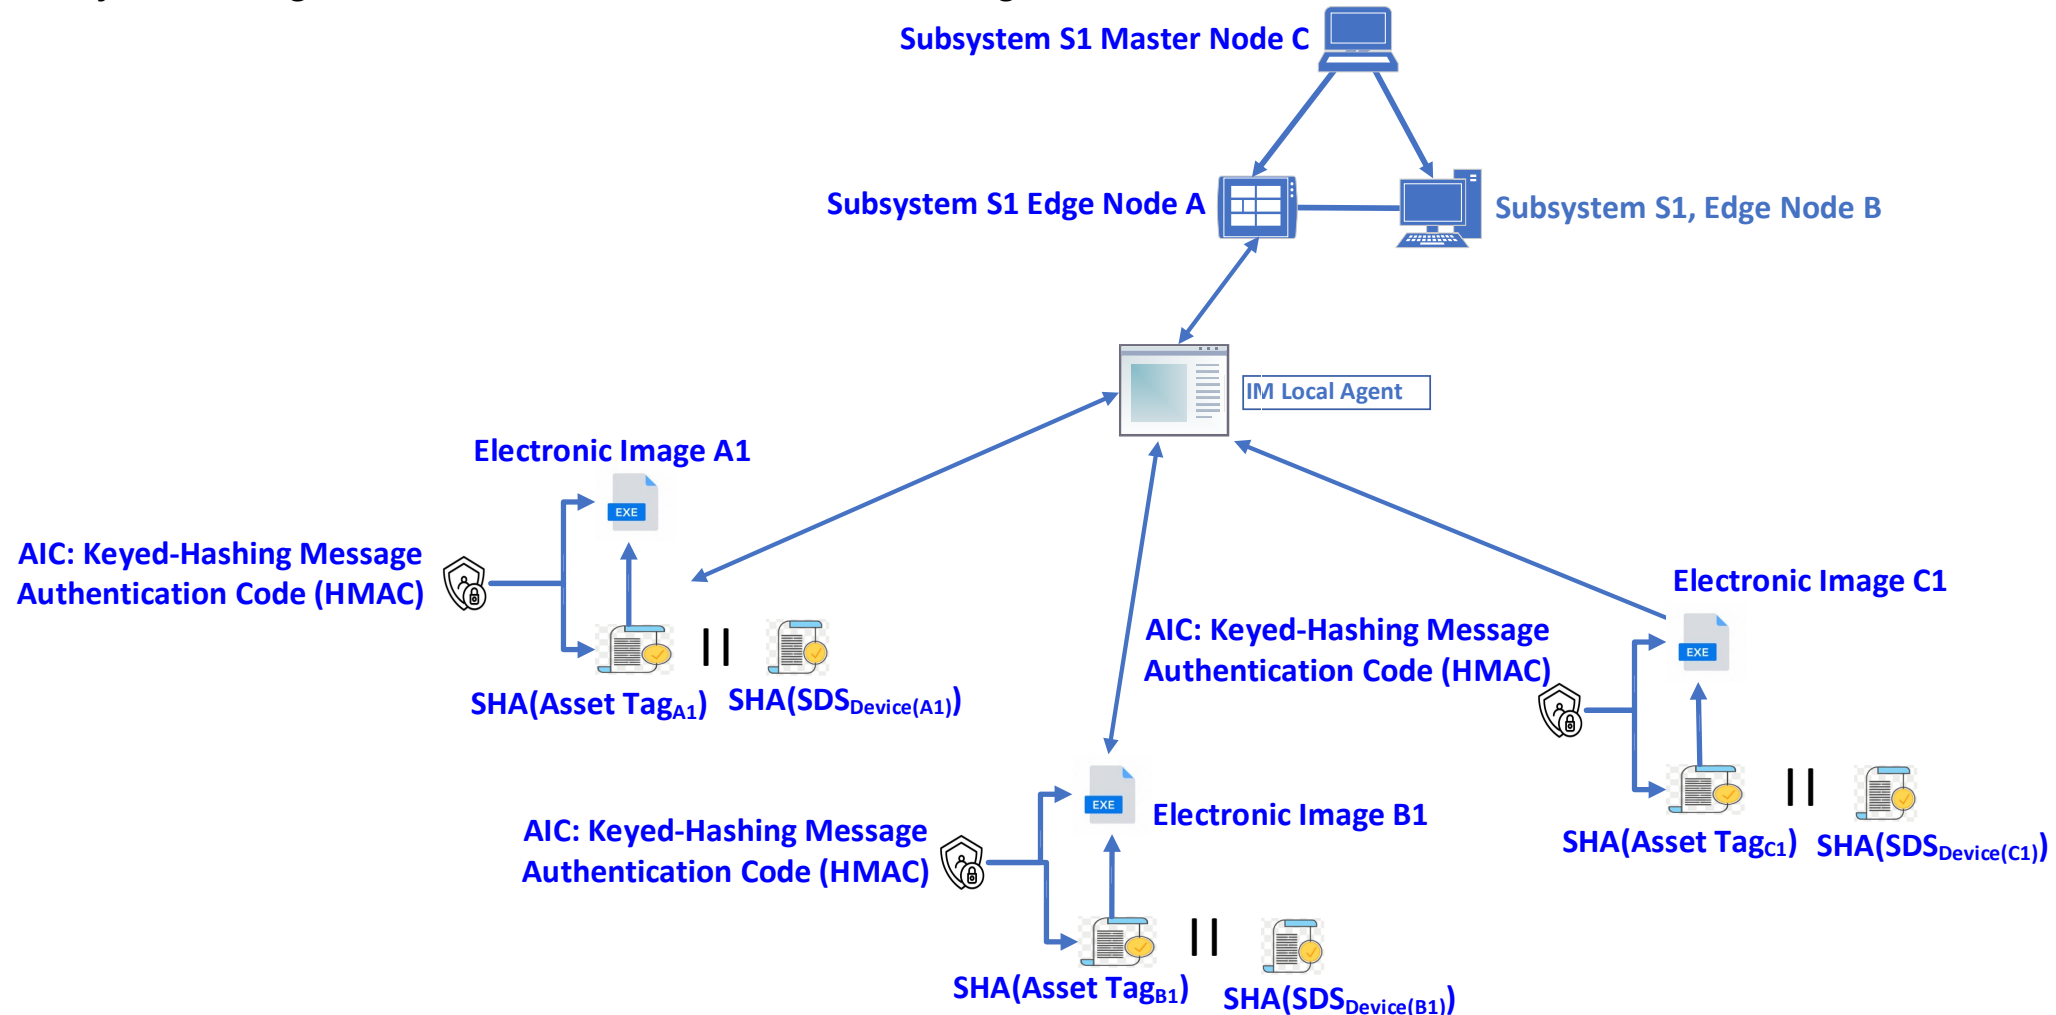 Subsystem S1 Master Node C
Subsystem S1 Edge Node A
Subsystem S1, Edge Node B
IM Local Agent
Electronic Image A1
EXE
AIC: Keyed-Hashing Message
Authentication Code (HMAC)
SHA(Asset TagA1)
||
SHA(SDSDevice(A1))
Electronic Image C1
EXE
AIC: Keyed-Hashing Message
Authentication Code (HMAC)
SHA(Asset TagC1)
||
SHA(SDSDevice(C1))
EXE
Electronic Image B1
AIC: Keyed-Hashing Message
Authentication Code (HMAC)
SHA(Asset TagB1)
||
SHA(SDSDevice(B1))